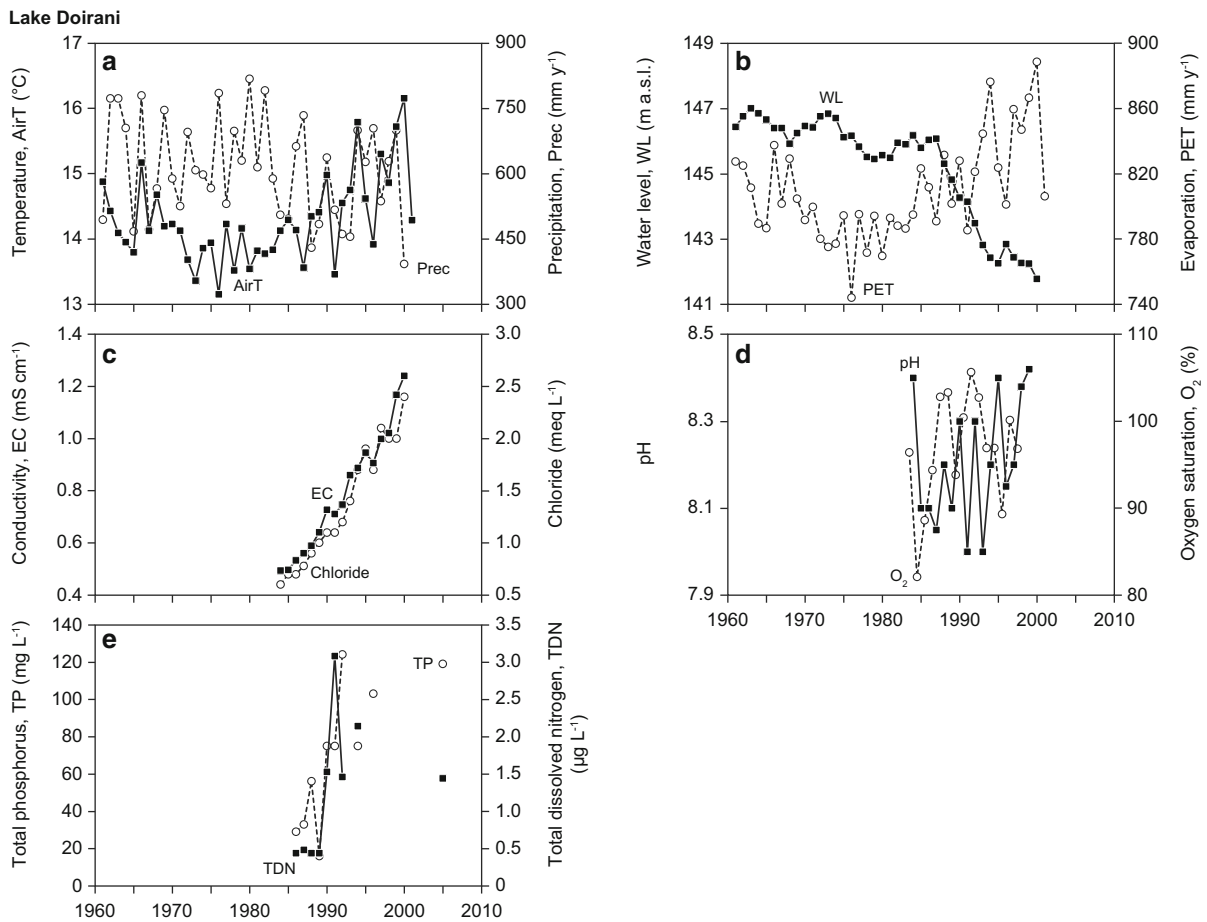 Lake Doirani
a
17
16
15
14
13
Temperature, AirT (°C)
900
750
600
450
300
Precipitation, Prec (mm y⁻¹)
AirT
Prec
b
149
147
145
143
141
Water level, WL (m a.s.l.)
900
860
820
780
740
Evaporation, PET (mm y⁻¹)
WL
PET
c
1.4
1.2
1.0
0.8
0.6
0.4
Conductivity, EC (mS cm⁻¹)
3.0
2.5
2.0
1.5
1.0
0.5
Chloride (meq L⁻¹)
EC
Chloride
d
8.5
8.3
8.1
7.9
pH
110
100
90
80
Oxygen saturation, O₂ (%)
pH
O₂
1960 1970 1980 1990 2000 2010
e
140
120
100
80
60
40
20
0
Total phosphorus, TP (mg L⁻¹)
3.5
3.0
2.5
2.0
1.5
1.0
0.5
0
Total dissolved nitrogen, TDN
(µg L⁻¹)
TP
TDN
1960 1970 1980 1990 2000 2010